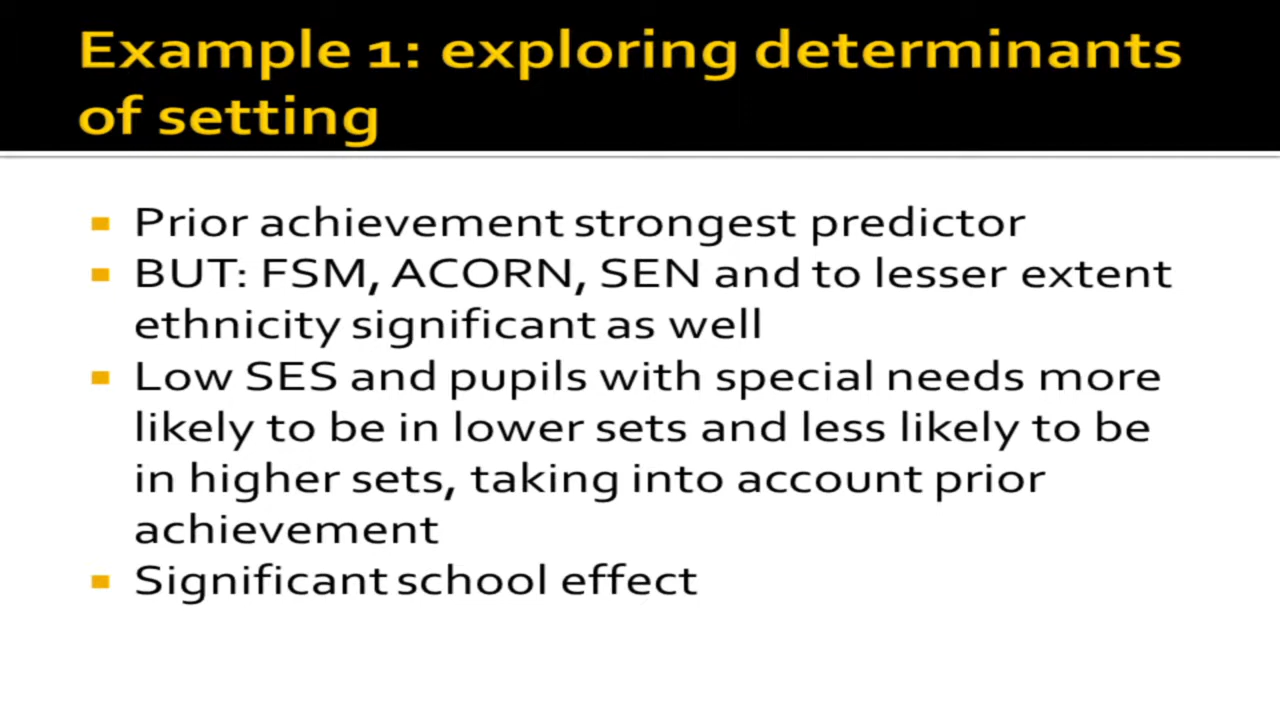 Example 1: exploring determinants
of setting
Prior achievement strongest predictor
BUT: FSM, ACORN, SEN and to lesser extent
ethnicity significant as well
Low SES and pupils with special needs more
likely to be in lower sets and less likely to be
in higher sets, taking into account prior
achievement
Significant school effect